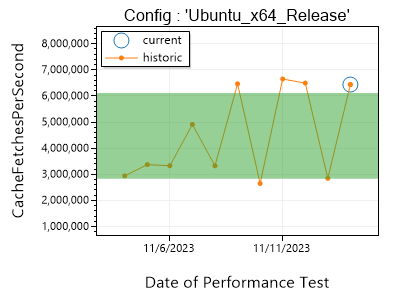 Config : 'Ubuntu_x64_Release'
current
historic
CacheFetchesPerSecond
8,000,000
7,000,000
6,000,000
5,000,000
4,000,000
3,000,000
2,000,000
1,000,000
11/6/2023
11/11/2023
Date of Performance Test